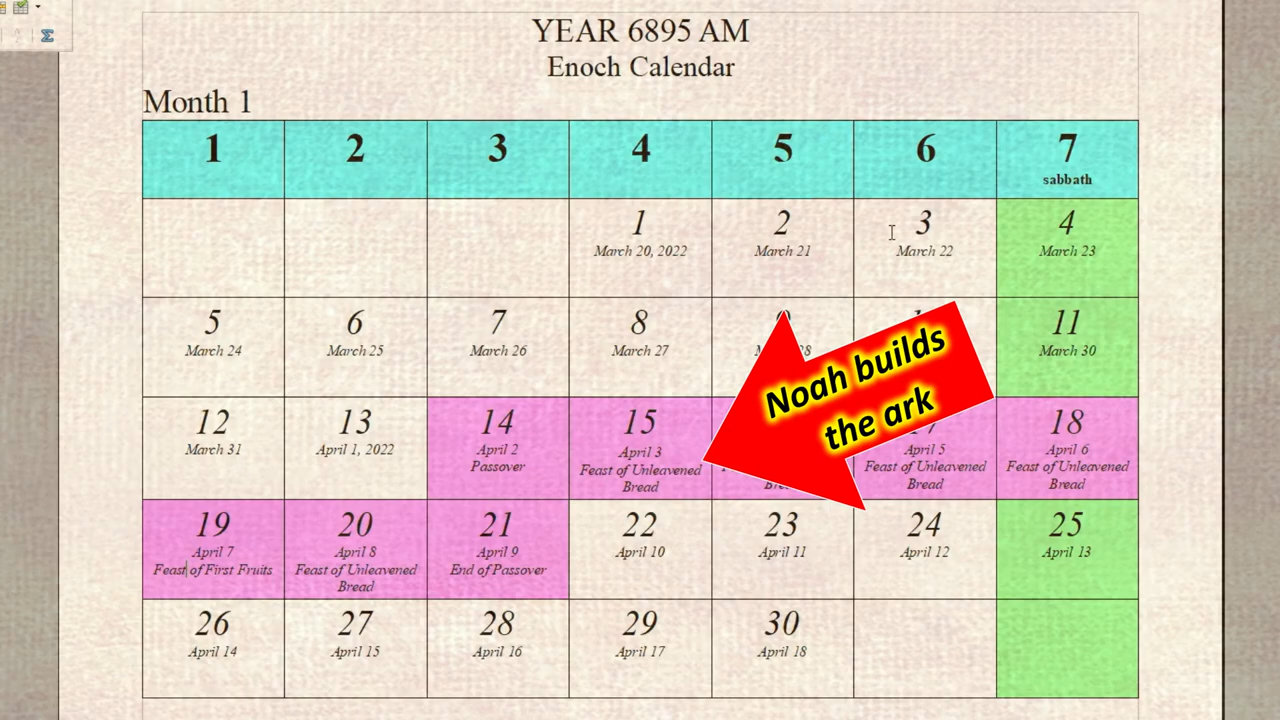 YEAR 6895 AM
Enoch Calendar
Month 1
1 2 3 4 5 6 7
sabbath
1 2 3 4
March 20, 2022 March 21 March 22 March 23
5 6 7 8 11
March 24 March 25 March 26 March 27 March 30
Noah builds
the ark
12 13 14 15 18
March 31 April 1, 2022 April 2 April 3 April 5 April 6
Passover Feast of Unleavened Feast of Unleavened Feast of Unleavened
Bread Bread Bread
19 20 21 22 23 24 25
April 7 April 8 April 9 April 10 April 11 April 12 April 13
Feast of First Fruits Feast of Unleavened End of Passover
Bread
26 27 28 29 30
April 14 April 15 April 16 April 17 April 18